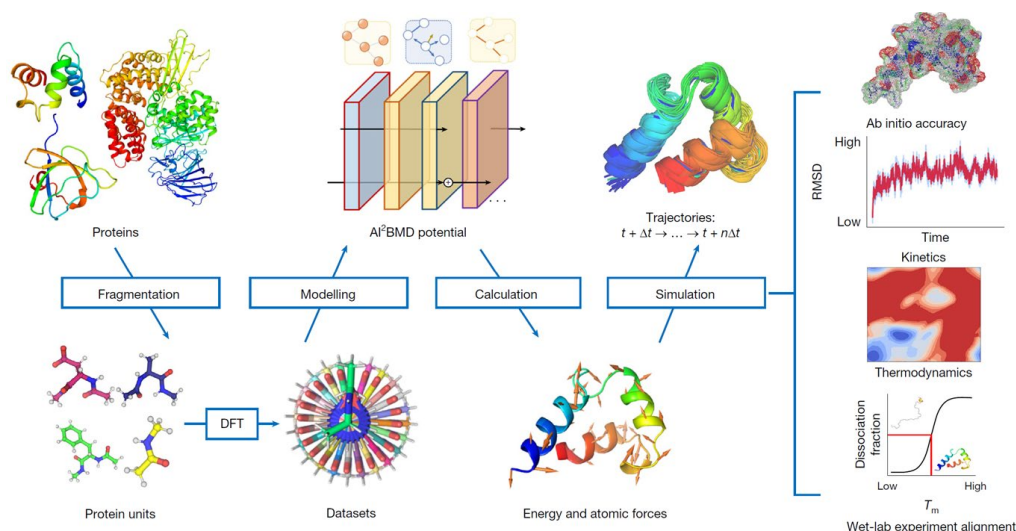 Proteins
AI²BMD potential
Trajectories:
t + Δt → … → t + nΔt
Fragmentation
Modelling
Calculation
Simulation
DFT
Protein units
Datasets
Energy and atomic forces
Ab initio accuracy
High
RMSD
Low
Time
Kinetics
Thermodynamics
Dissociation
fraction
Low
High
Tm
Wet-lab experiment alignment
+
. . .